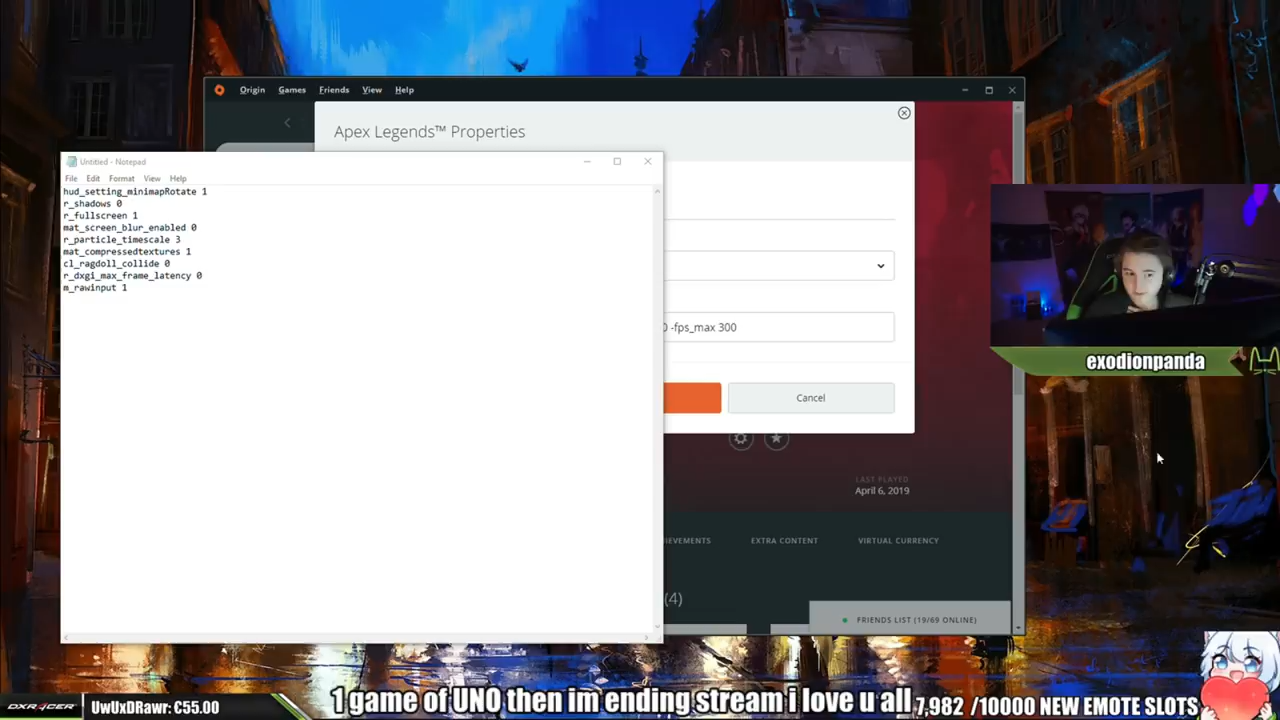 Origin Games Friends View Help
Apex Legends™ Properties
Untitled - Notepad
File Edit Format View Help
hud_setting_minimapRotate 1
r_shadows 0
r_fullscreen 1
mat_screen_blur_enabled 0
r_particle_timescale 3
mat_compressedtextures 1
cl_ragdoll_collide 0
r_dxgi_max_frame_latency 0
m_rawinput 1
0 -fps_max 300
Cancel
exodionpanda
LAST PLAYED
April 6, 2019
EXTRA CONTENT VIRTUAL CURRENCY
(4)
FRIENDS LIST (19/69 ONLINE)
DXRACER UwUxDRawr: €55.00
1 game of UNO then im ending stream i love u all
7,982 /10000 NEW EMOTE SLOTS